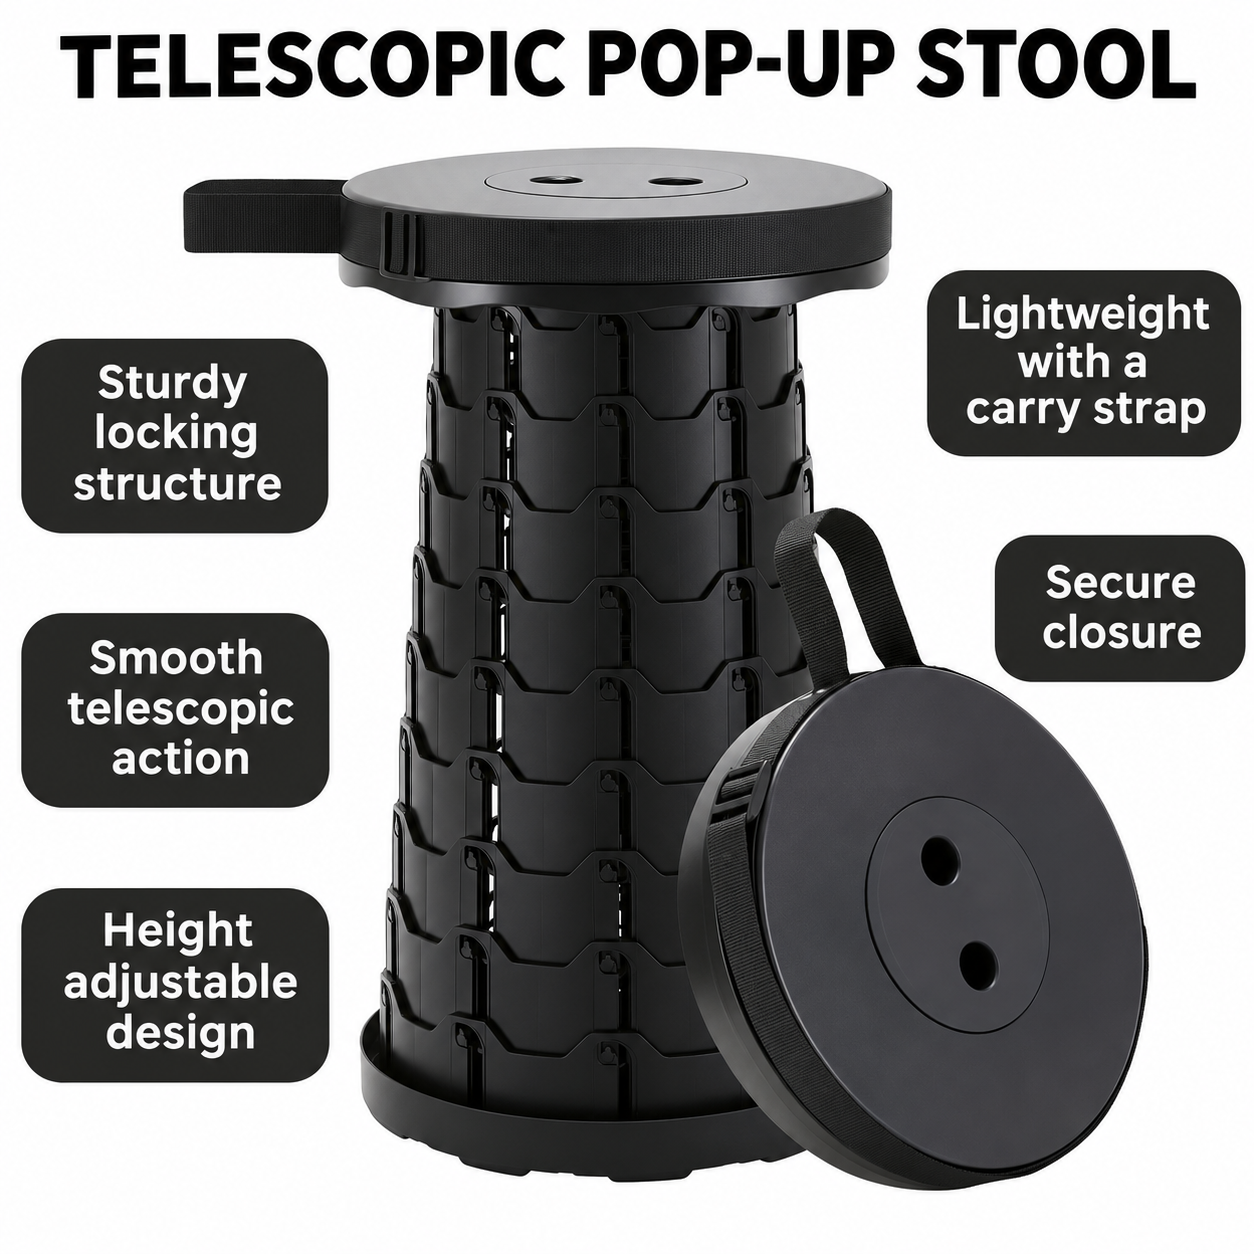 TELESCOPIC POP-UP STOOL
Sturdy
locking
structure
Smooth
telescopic
action
Height
adjustable
design
Lightweight
with a
carry strap
Secure
closure